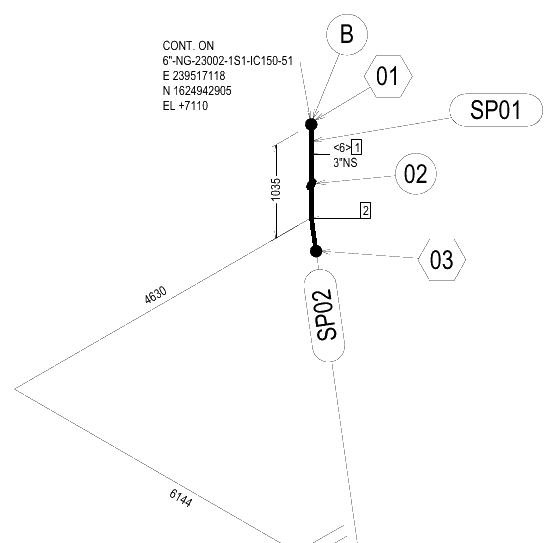 B
CONT. ON
6"-NG-23002-1S1-IC150-51
E 239517118
N 1624942905
EL +7110
01
SP01
<6> 1
3"NS
02
1035
2
03
4630
SP02
6144